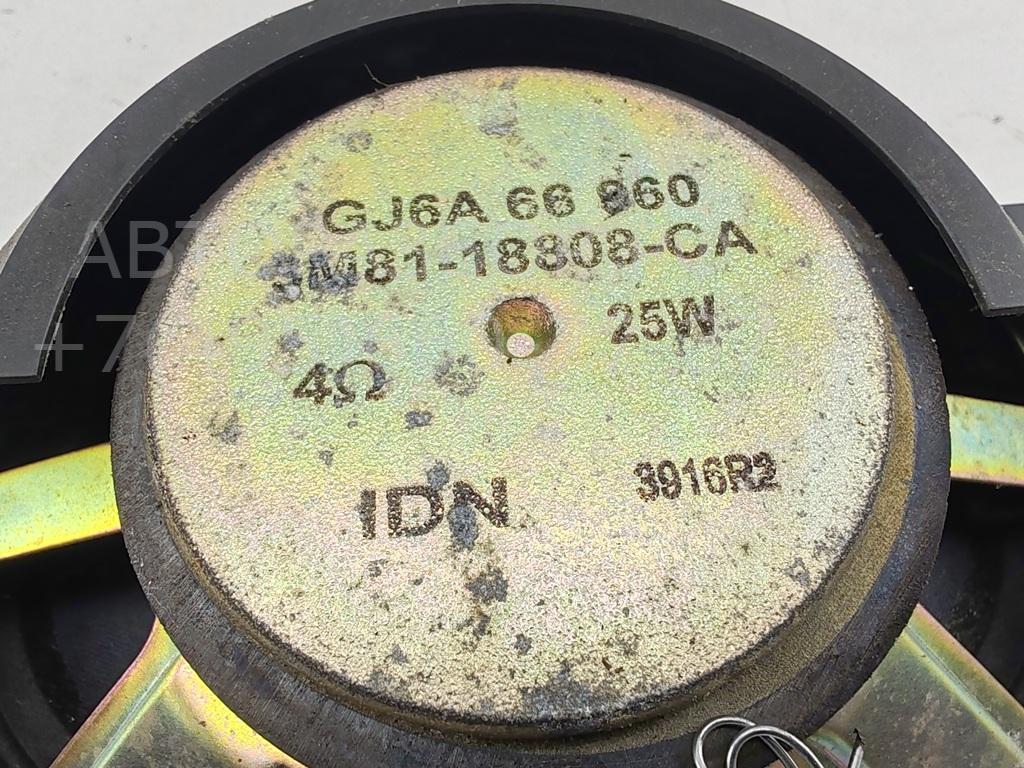 GJ6A 66 960
3M81-18808-CA
25W
4Ω
IDN
3916R2